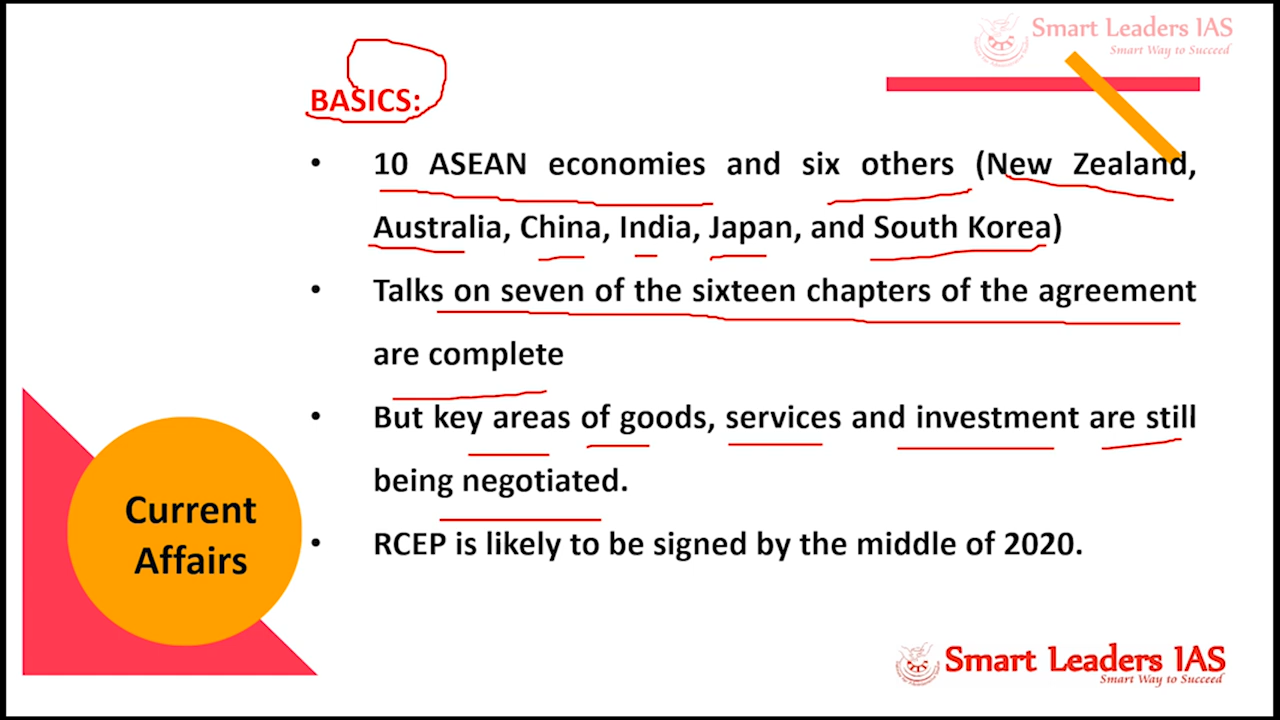 Smart Leaders IAS
Smart Way to Succeed
BASICS:
• 10 ASEAN economies and six others (New Zealand,
Australia, China, India, Japan, and South Korea)
• Talks on seven of the sixteen chapters of the agreement
are complete
• But key areas of goods, services and investment are still
being negotiated.
• RCEP is likely to be signed by the middle of 2020.
Current
Affairs
Smart Leaders IAS
Smart Way to Succeed